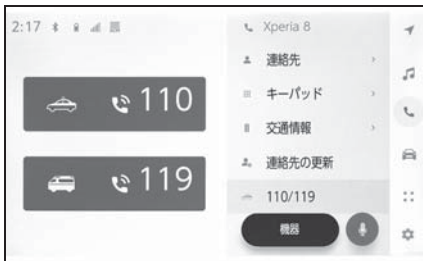 2:17
110
119
Xperia 8
連絡先
キーパッド
交通情報
連絡先の更新
110/119
機器